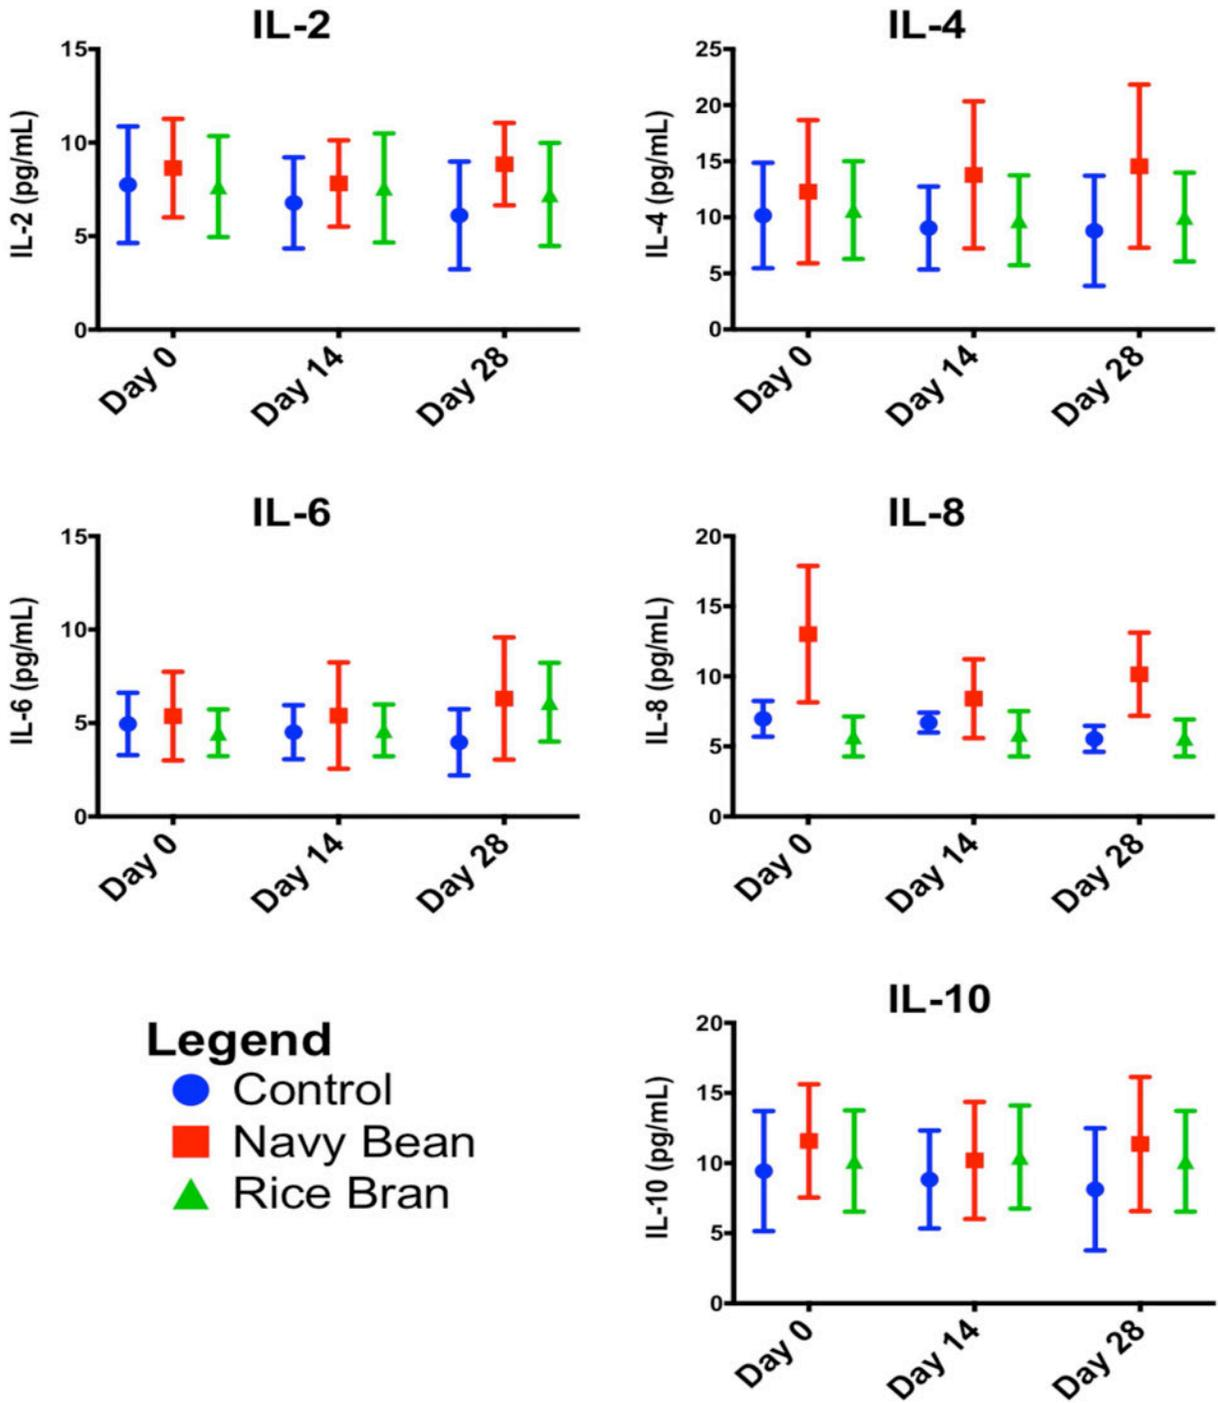 IL-2
15
10
5
0
IL-2 (pg/mL)
Day 0
Day 14
Day 28
IL-4
25
20
15
10
5
0
IL-4 (pg/mL)
Day 0
Day 14
Day 28
IL-6
15
10
5
0
IL-6 (pg/mL)
Day 0
Day 14
Day 28
IL-8
20
15
10
5
0
IL-8 (pg/mL)
Day 0
Day 14
Day 28
Legend
Control
Navy Bean
Rice Bran
IL-10
20
15
10
5
0
IL-10 (pg/mL)
Day 0
Day 14
Day 28